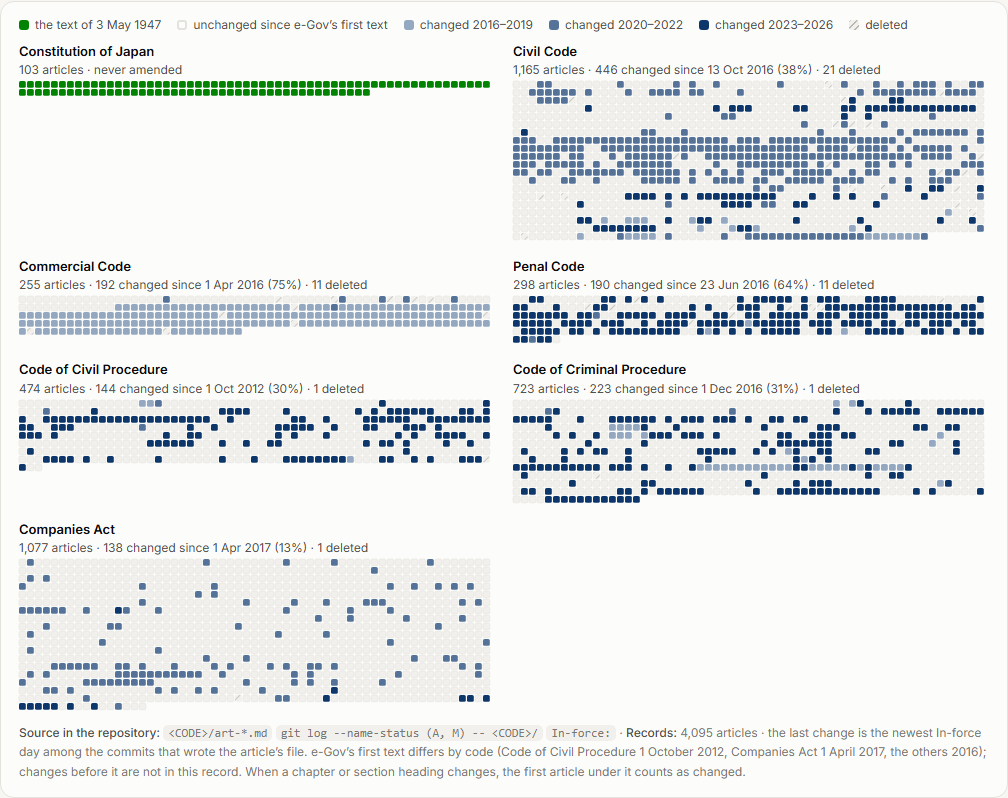 the text of 3 May 1947 unchanged since e-Gov's first text changed 2016–2019 changed 2020–2022 changed 2023–2026 deleted
Constitution of Japan
103 articles · never amended
Civil Code
1,165 articles · 446 changed since 13 Oct 2016 (38%) · 21 deleted
Commercial Code
255 articles · 192 changed since 1 Apr 2016 (75%) · 11 deleted
Penal Code
298 articles · 190 changed since 23 Jun 2016 (64%) · 11 deleted
Code of Civil Procedure
474 articles · 144 changed since 1 Oct 2012 (30%) · 1 deleted
Code of Criminal Procedure
723 articles · 223 changed since 1 Dec 2016 (31%) · 1 deleted
Companies Act
1,077 articles · 138 changed since 1 Apr 2017 (13%) · 1 deleted
Source in the repository: <CODE>/art-*.md git log --name-status (A, M) -- <CODE>/ In-force: · Records: 4,095 articles · the last change is the newest In-force
day among the commits that wrote the article's file. e-Gov's first text differs by code (Code of Civil Procedure 1 October 2012, Companies Act 1 April 2017, the others 2016);
changes before it are not in this record. When a chapter or section heading changes, the first article under it counts as changed.